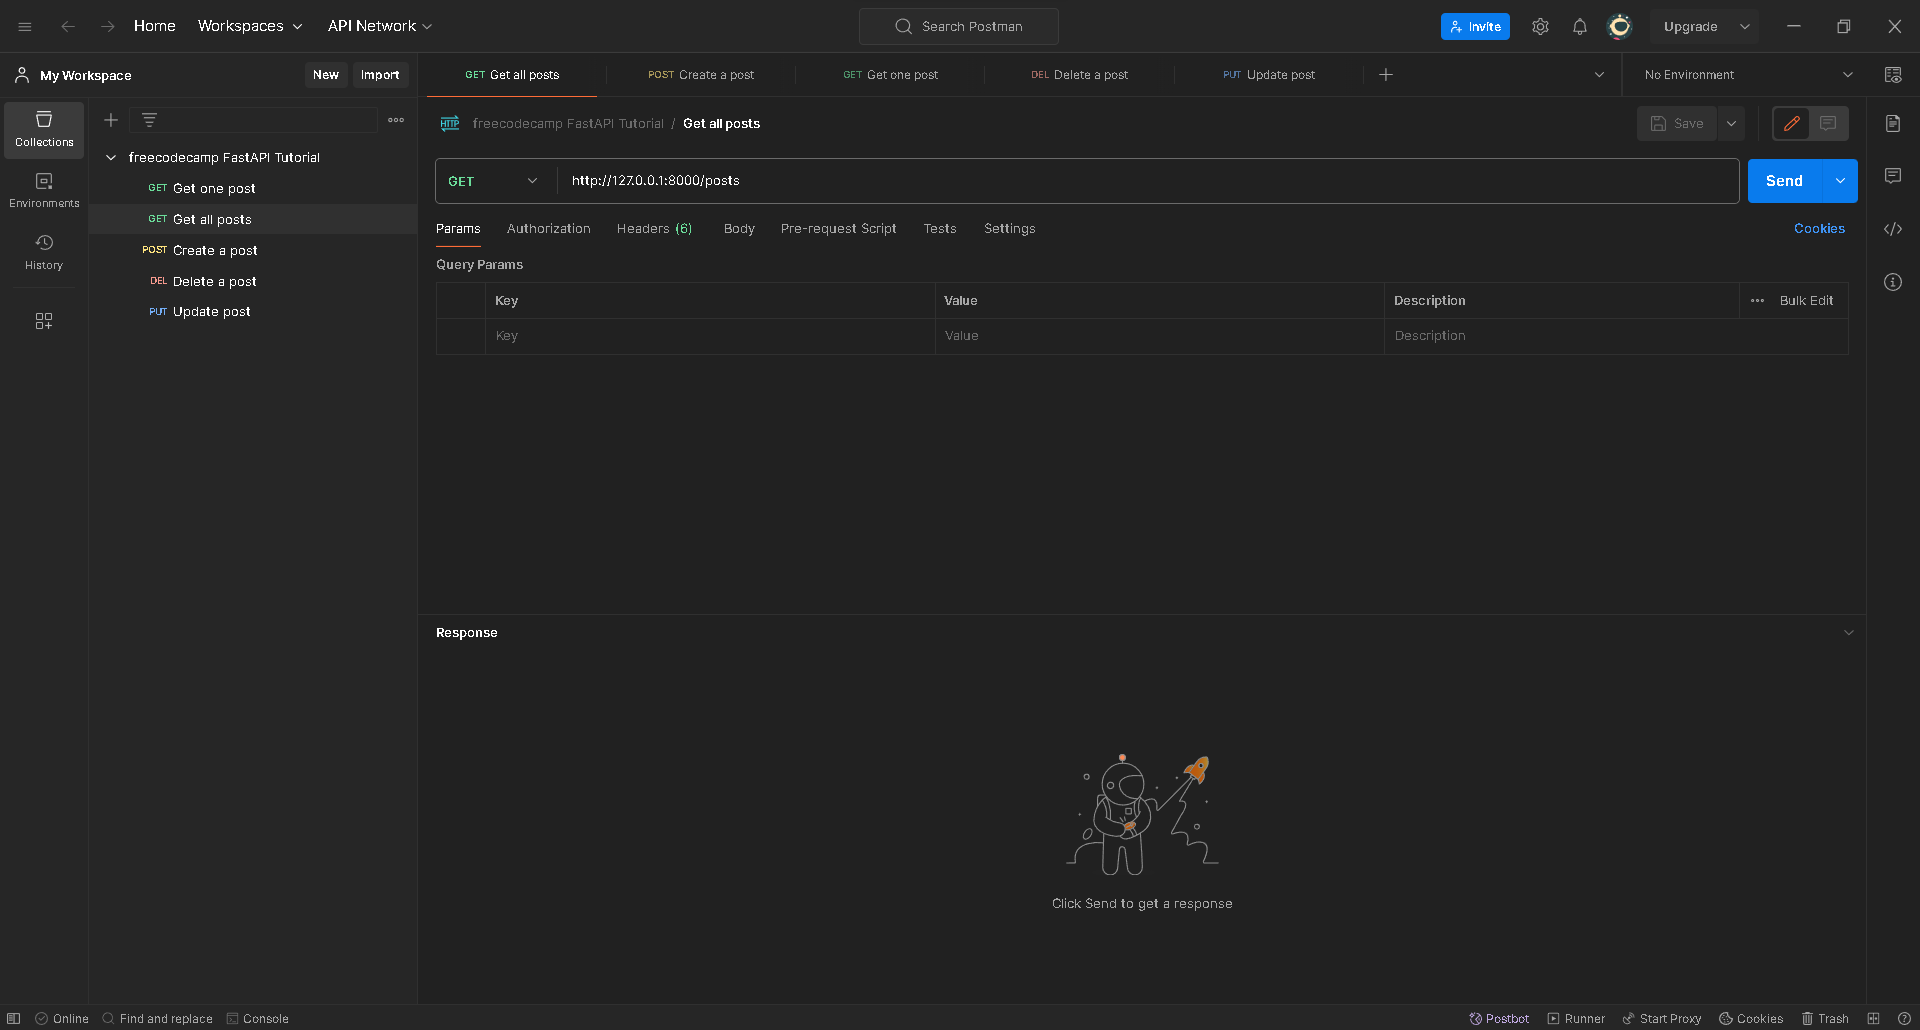 Home Workspaces API Network Search Postman Invite Upgrade
My Workspace New Import GET Get all posts POST Create a post GET Get one post DEL Delete a post PUT Update post No Environment
HTTP freecodecamp FastAPI Tutorial / Get all posts Save
Collections
Environments
History
freecodecamp FastAPI Tutorial
GET Get one post
GET Get all posts
POST Create a post
DEL Delete a post
PUT Update post
GET http://127.0.0.1:8000/posts Send
Params Authorization Headers (6) Body Pre-request Script Tests Settings Cookies
Query Params
Key Value Description Bulk Edit
Key Value Description
Response
Click Send to get a response
Online Find and replace Console Postbot Runner Start Proxy Cookies Trash